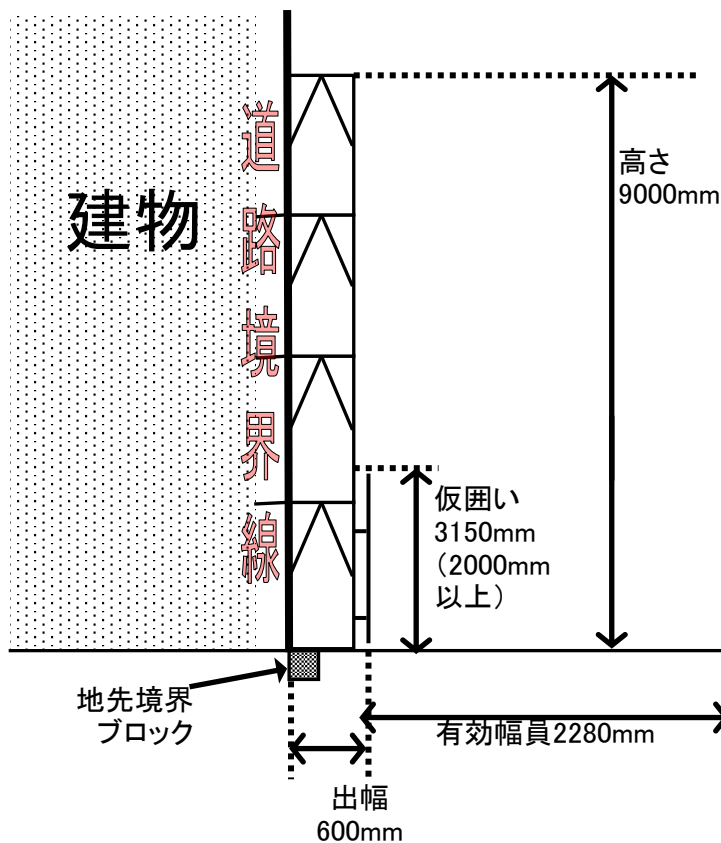 建物
道路境界線
高さ
9000mm
仮囲い
3150mm
(2000mm
以上)
地先境界
ブロック
有効幅員2280mm
出幅
600mm